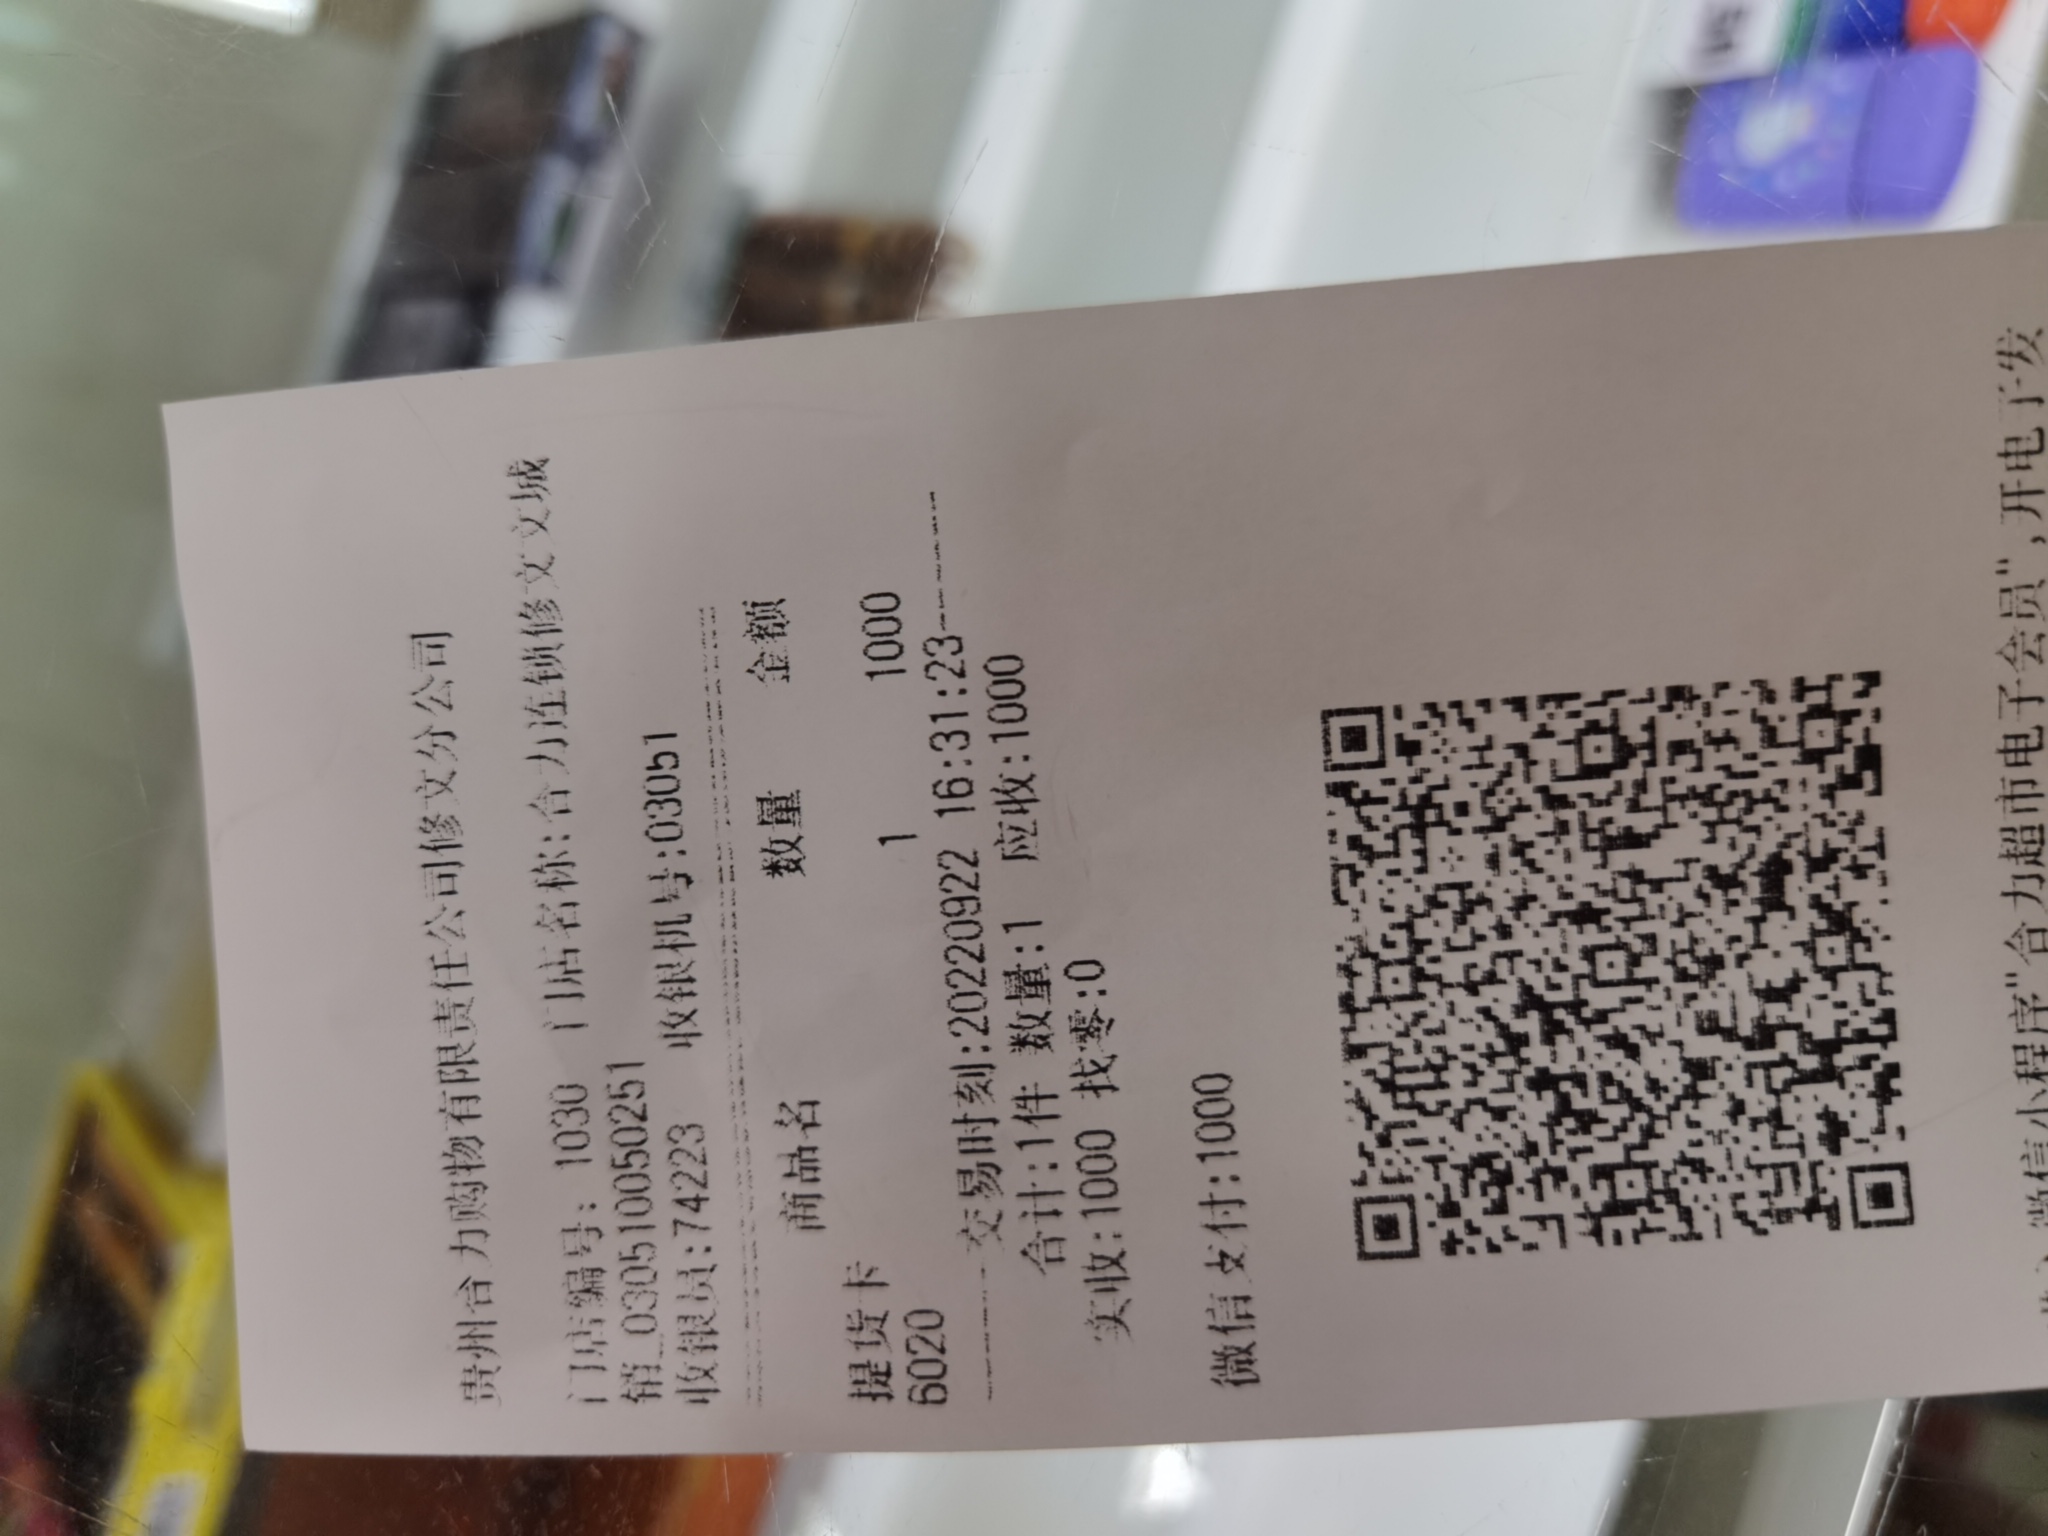 贵州合力购物有限责任公司修文分公司
门店编号: 1030 门店名称:合力连锁修文文城
销_030510050251
收银员:74223 收银机号:03051
商品名 数量 金额
提货卡
6020 1 1000
交易时刻:20220922 16:31:23
合计:1件 数量:1 应收:1000
实收:1000 找零:0
微信支付:1000
微信小程序"合力超市电子会员",开电子发